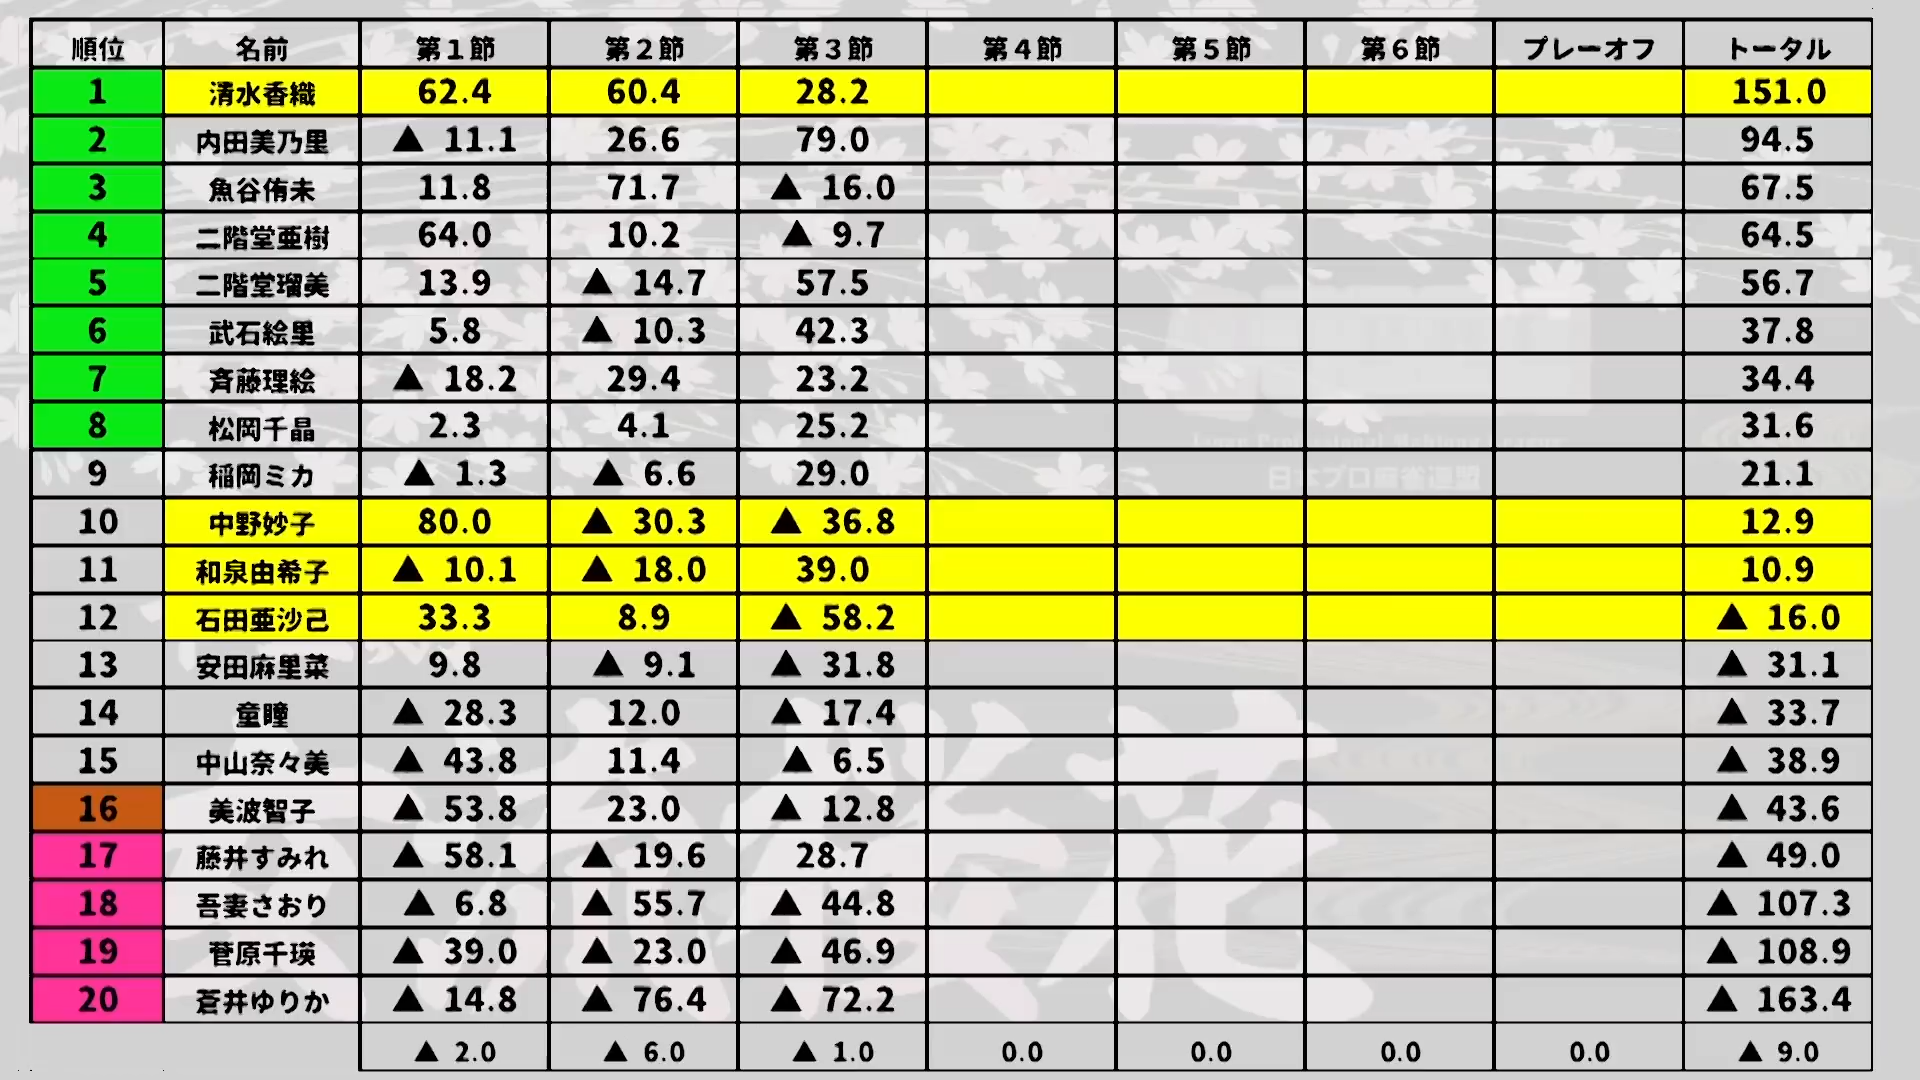 順位 名前 第1節 第2節 第3節 第4節 第5節 第6節 プレーオフ トータル
1 清水香織 62.4 60.4 28.2 151.0
2 内田美乃里 ▲ 11.1 26.6 79.0 94.5
3 魚谷侑未 11.8 71.7 ▲ 16.0 67.5
4 二階堂亜樹 64.0 10.2 ▲ 9.7 64.5
5 二階堂瑠美 13.9 ▲ 14.7 57.5 56.7
6 武石絵里 5.8 ▲ 10.3 42.3 37.8
7 斉藤理絵 ▲ 18.2 29.4 23.2 34.4
8 松岡千晶 2.3 4.1 25.2 31.6
9 稲岡ミカ ▲ 1.3 ▲ 6.6 29.0 21.1
日本プロ麻雀連盟
10 中野妙子 80.0 ▲ 30.3 ▲ 36.8 12.9
11 和泉由希子 ▲ 10.1 ▲ 18.0 39.0 10.9
12 石田亜沙己 33.3 8.9 ▲ 58.2 ▲ 16.0
13 安田麻里菜 9.8 ▲ 9.1 ▲ 31.8 ▲ 31.1
14 童瞳 ▲ 28.3 12.0 ▲ 17.4 ▲ 33.7
15 中山奈々美 ▲ 43.8 11.4 ▲ 6.5 ▲ 38.9
16 美波智子 ▲ 53.8 23.0 ▲ 12.8 ▲ 43.6
17 藤井すみれ ▲ 58.1 ▲ 19.6 28.7 ▲ 49.0
18 吾妻さおり ▲ 6.8 ▲ 55.7 ▲ 44.8 ▲ 107.3
19 菅原千瑛 ▲ 39.0 ▲ 23.0 ▲ 46.9 ▲ 108.9
20 蒼井ゆりか ▲ 14.8 ▲ 76.4 ▲ 72.2 ▲ 163.4
▲ 2.0 ▲ 6.0 ▲ 1.0 0.0 0.0 0.0 0.0 ▲ 9.0